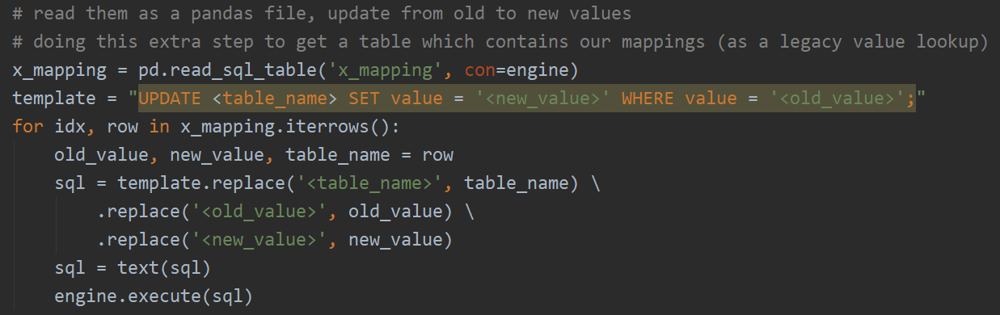 # read them as a pandas file, update from old to new values
# doing this extra step to get a table which contains our mappings (as a legacy value lookup)
x_mapping = pd.read_sql_table('x_mapping', con=engine)
template = "UPDATE <table_name> SET value = '<new_value>' WHERE value = '<old_value>';"
for idx, row in x_mapping.iterrows():
    old_value, new_value, table_name = row
    sql = template.replace('<table_name>', table_name) \
        .replace('<old_value>', old_value) \
        .replace('<new_value>', new_value)
    sql = text(sql)
    engine.execute(sql)